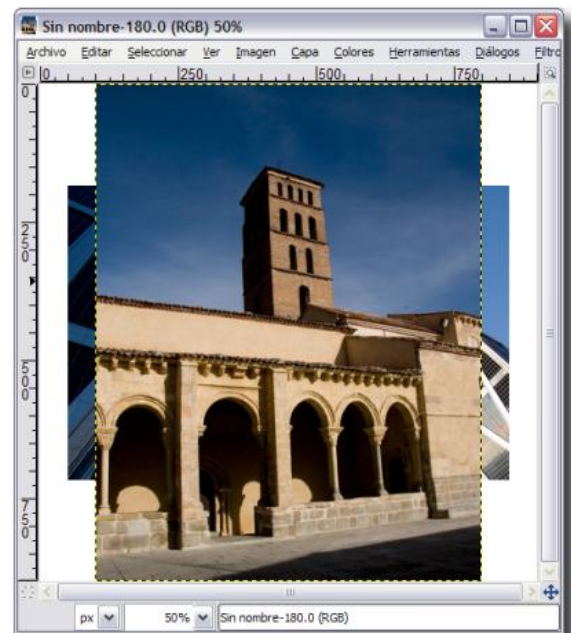 Sin nombre-180.0 (RGB) 50%
Archivo Editar Seleccionar Ver Imagen Capa Colores Herramientas Diálogos Filtro
0 250 500 750
0
250
500
750
px 50% Sin nombre-180.0 (RGB)